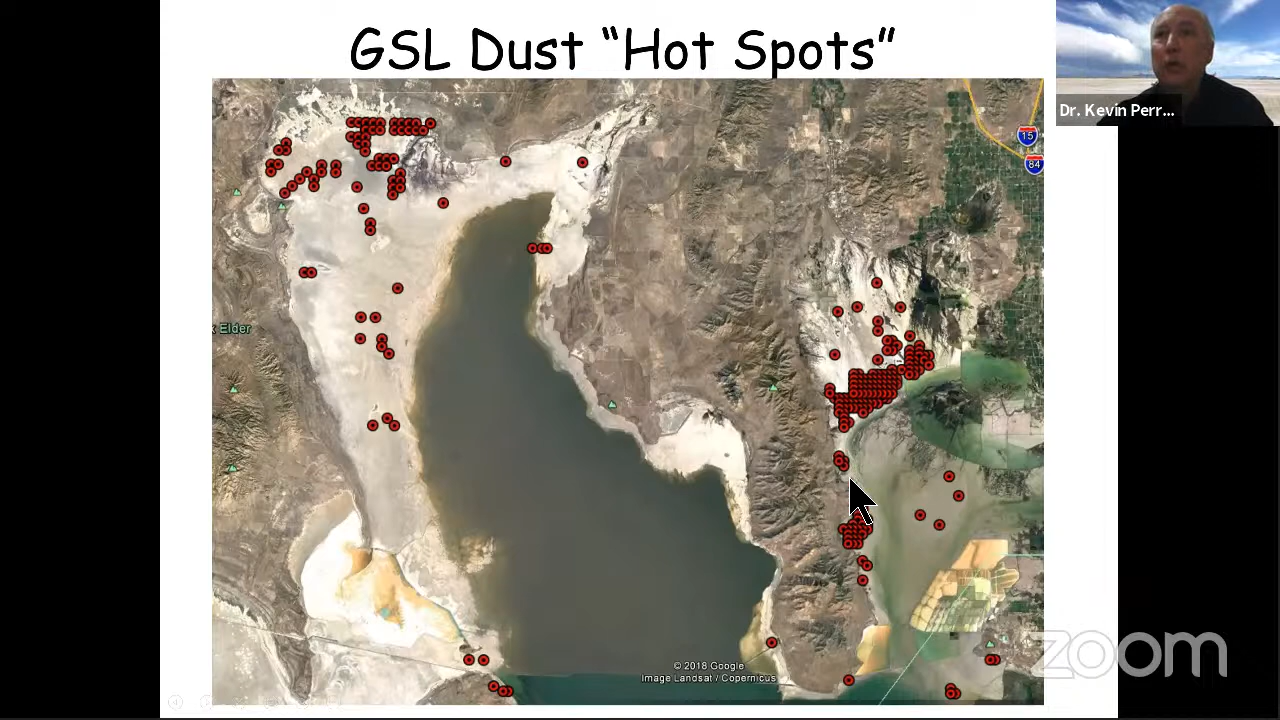 GSL Dust “Hot Spots”
Dr. Kevin Perr...
15
84
Elder
© 2018 Google
Image Landsat / Copernicus
zoom